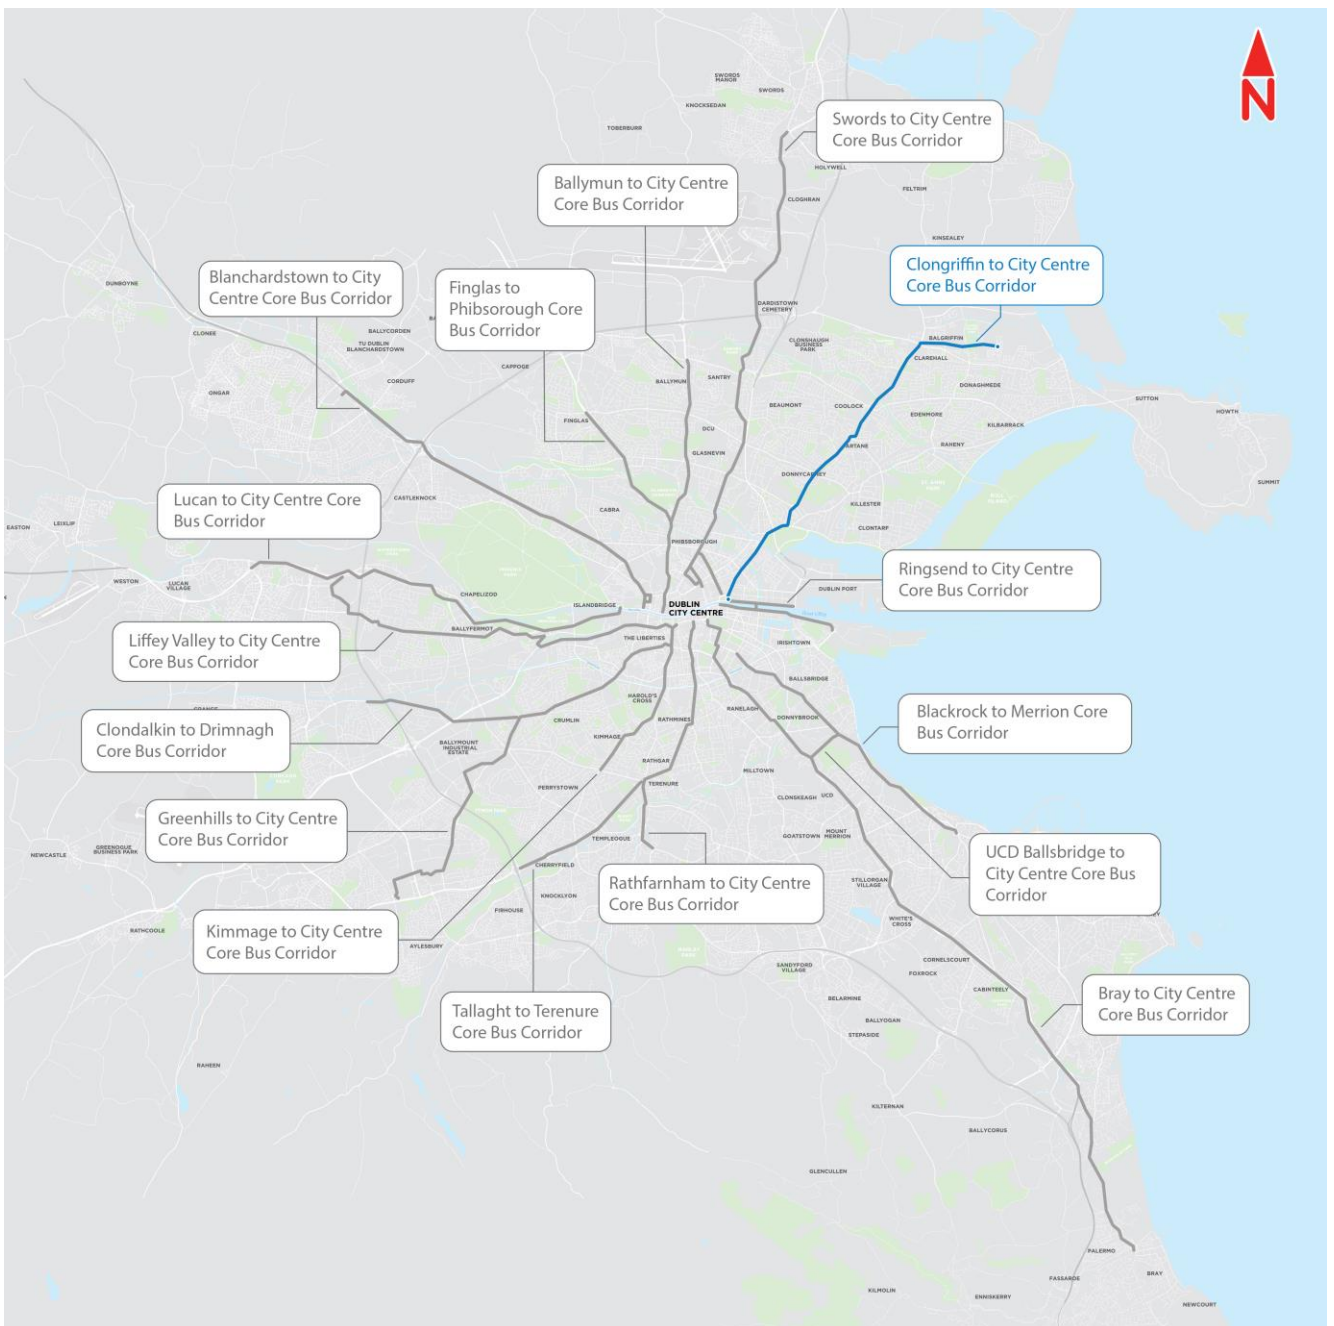 N
SWORDS
MANOR
SWORDS
KNOCKSEDAN
TOBERBURR
Swords to City Centre
Core Bus Corridor
HOLYWELL
FELTRIM
CLOGHRAN
KINSEALY
Ballymun to City Centre
Core Bus Corridor
Clongriffin to City Centre
Core Bus Corridor
Blanchardstown to City
Centre Core Bus Corridor
Finglas to
Phibsorough Core
Bus Corridor
DUNBOYNE
CLONEE
BALLYCORDEN
TU DUBLIN
BLANCHARDSTOWN
CORDUFF
ONGAR
CAPPOGE
DARDISTOWN
CEMETERY
CLONSHAUGH
BUSINESS
PARK
BALGRIFFIN
CLAREHALL
DONAGHMEDE
BALLYMUN
SANTRY
BEAUMONT
COOLOCK
EDENMORE
KILBARRACK
SUTTON
HOWTH
FINGLAS
DCU
GLASNEVIN
ARTANE
RAHENY
DONNYCARNEY
SUMMIT
KILLESTER
CLONTARF
CASTLEKNOCK
CABRA
PHIBSBOROUGH
Lucan to City Centre Core
Bus Corridor
EASTON
LEIXLIP
WESTON
LUCAN
VILLAGE
CHAPELIZOD
ISLANDBRIDGE
DUBLIN
CITY CENTRE
DUBLIN PORT
Ringsend to City Centre
Core Bus Corridor
BALLYFERMOT
THE LIBERTIES
IRISHTOWN
Liffey Valley to City Centre
Core Bus Corridor
BALLSBRIDGE
HAROLD'S
CROSS
RATHMINES
RANELAGH
DONNYBROOK
CRUMLIN
KIMMAGE
Blackrock to Merrion Core
Bus Corridor
Clondalkin to Drimnagh
Core Bus Corridor
BALLYMOUNT
INDUSTRIAL
ESTATE
RATHGAR
MILLTOWN
PERRYSTOWN
TERENURE
CLONSKEAGH
UCD
Greenhills to City Centre
Core Bus Corridor
TEMPLEOGUE
GOATSTOWN
MOUNT
MERRION
GREENOGUE
BUSINESS PARK
NEWCASTLE
CHERRYFIELD
KNOCKLYON
FIRHOUSE
STILLORGAN
VILLAGE
UCD Ballsbridge to
City Centre Core Bus
Corridor
Rathfarnham to City Centre
Core Bus Corridor
WHITE'S
CROSS
RATHCOOLE
Kimmage to City Centre
Core Bus Corridor
AYLESBURY
SANDYFORD
VILLAGE
CORNELSCOURT
FOXROCK
CABINTEELY
Tallaght to Terenure
Core Bus Corridor
BELARMINE
BALLYOGAN
STEPASIDE
Bray to City Centre
Core Bus Corridor
RAHEEN
KILTERNAN
BALLYCORUS
GLENCULLEN
PALERMO
FASSAROE
BRAY
KILMOLIN
ENNISKERRY
NEWCOURT